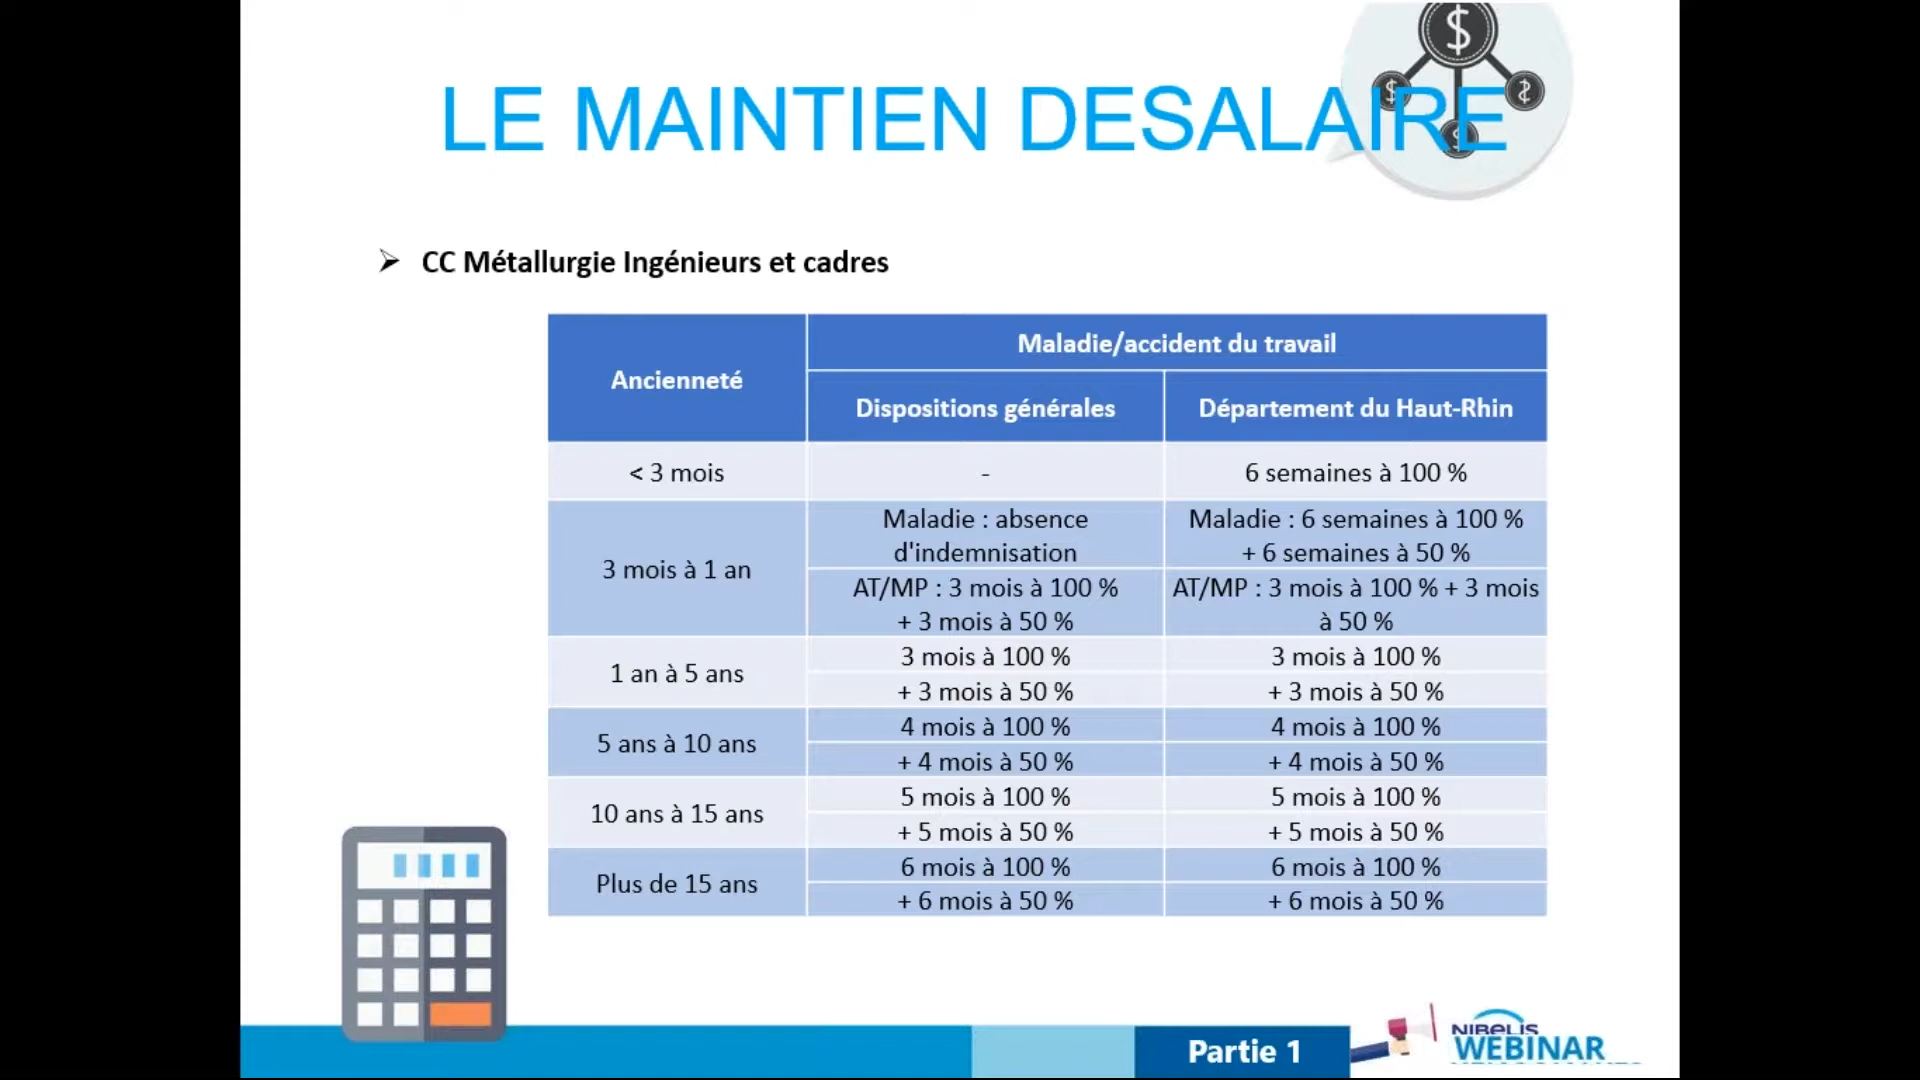 LE MAINTIEN DESALAIRE
➢ CC Métallurgie Ingénieurs et cadres
Ancienneté
Maladie/accident du travail
Dispositions générales
Département du Haut-Rhin
< 3 mois
-
6 semaines à 100 %
3 mois à 1 an
Maladie : absence
d'indemnisation
Maladie : 6 semaines à 100 %
+ 6 semaines à 50 %
AT/MP : 3 mois à 100 %
+ 3 mois à 50 %
AT/MP : 3 mois à 100 % + 3 mois
à 50 %
1 an à 5 ans
3 mois à 100 %
3 mois à 100 %
+ 3 mois à 50 %
+ 3 mois à 50 %
5 ans à 10 ans
4 mois à 100 %
4 mois à 100 %
+ 4 mois à 50 %
+ 4 mois à 50 %
10 ans à 15 ans
5 mois à 100 %
5 mois à 100 %
+ 5 mois à 50 %
+ 5 mois à 50 %
Plus de 15 ans
6 mois à 100 %
6 mois à 100 %
+ 6 mois à 50 %
+ 6 mois à 50 %
Partie 1
NIBELIS
WEBINAR